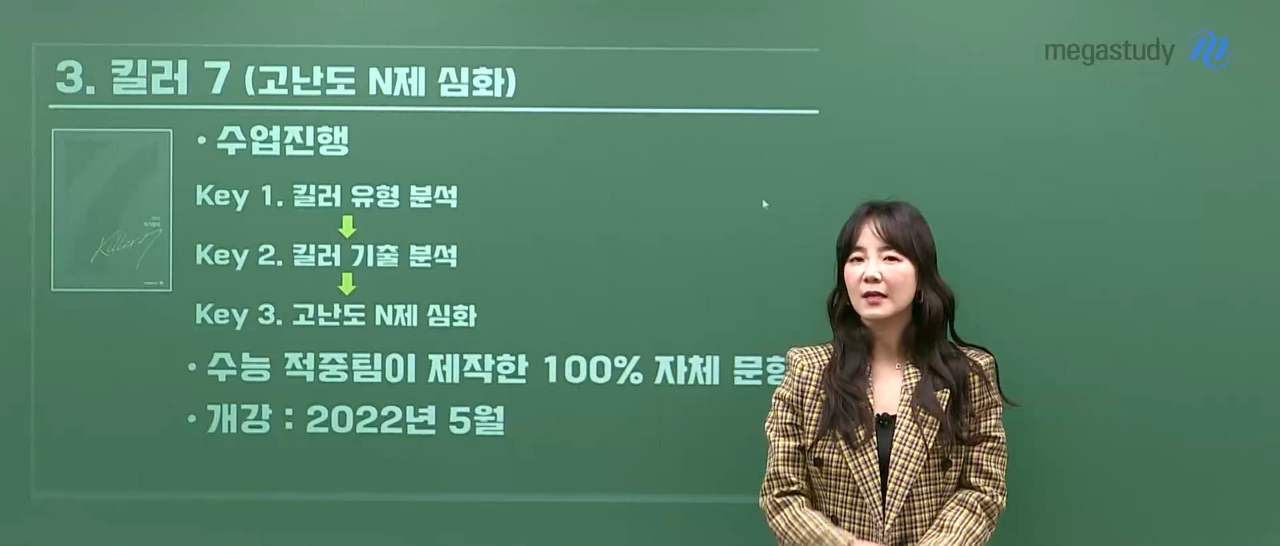 megastudy
3. 킬러 7 (고난도 N제 심화)
• 수업진행
Key 1. 킬러 유형 분석
Key 2. 킬러 기출 분석
Key 3. 고난도 N제 심화
• 수능 적중팀이 제작한 100% 자체 문항
• 개강 : 2022년 5월
Killer 7